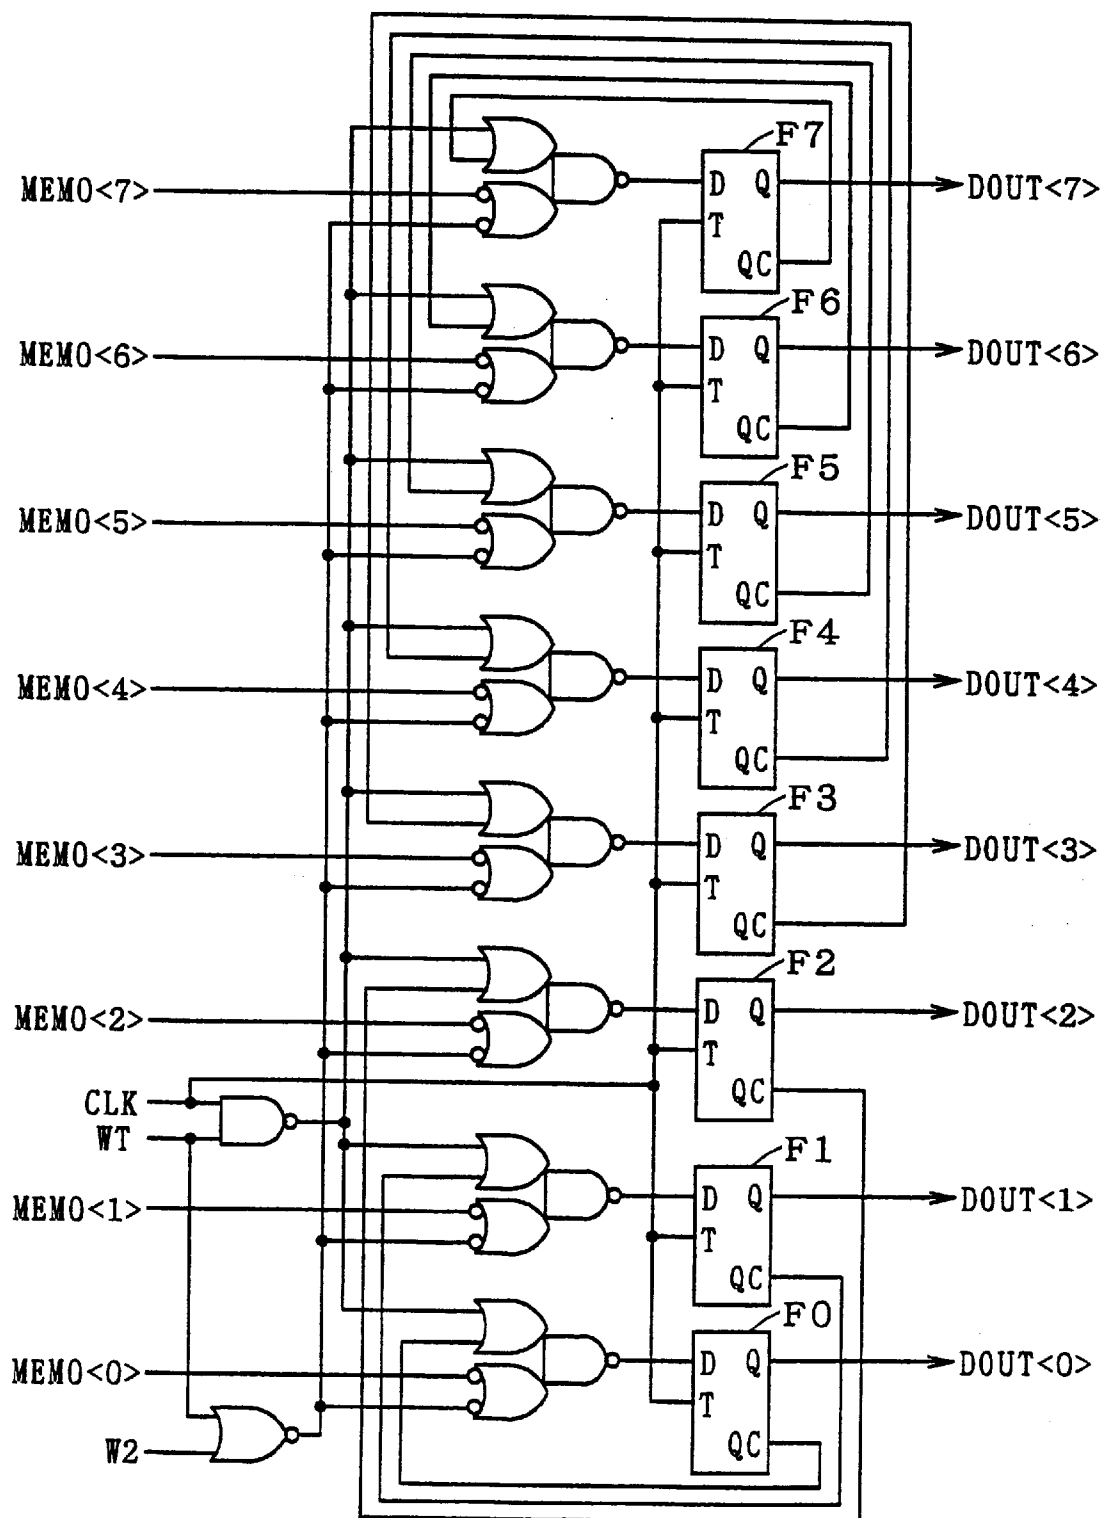 F7
MEMO<7> D Q DOUT<7>
T
QC
F6
MEMO<6> D Q DOUT<6>
T
QC
F5
MEMO<5> D Q DOUT<5>
T
QC
F4
MEMO<4> D Q DOUT<4>
T
QC
F3
MEMO<3> D Q DOUT<3>
T
QC
F2
MEMO<2> D Q DOUT<2>
T
QC
CLK
WT
F1
MEMO<1> D Q DOUT<1>
T
QC
F0
MEMO<0> D Q DOUT<0>
T
QC
W2